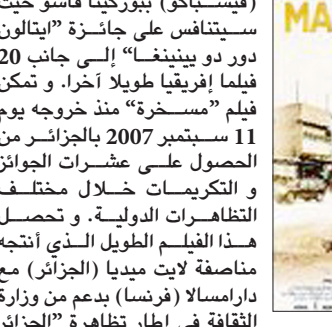 (فيسباكو) ببوركينا فاسو حيث
سيتنافس على جائزة "ايتالون
دور دو يينينغا" إلى جانب 20
فيلما إفريقيا طويلا آخرا. و تمكن
فيلم "مسخرة" منذ خروجه يوم
11 سبتمبر 2007 بالجزائر من
الحصول على عشرات الجوائز
و التكريمات خلال مختلف
التظاهرات الدولية. و تحصل
هذا الفيلم الطويل الذي أنتجه
مناصفة لايت ميديا (الجزائر) مع
دارامسالا (فرنسا) بدعم من وزارة
الثقافة في إطار تظاهرة "الجزائر
MA